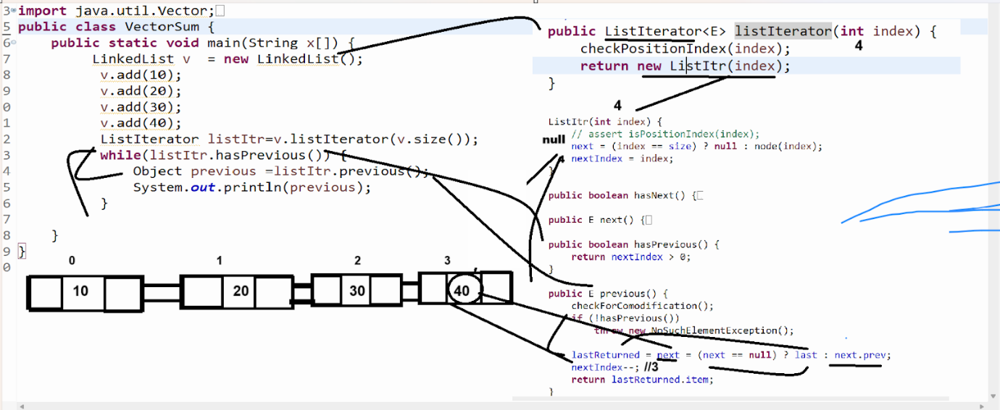 3 import java.util.Vector;
5 public class VectorSum {
6 public static void main(String x[]) {
7 LinkedList v = new LinkedList();
8 v.add(10);
9 v.add(20);
0 v.add(30);
1 v.add(40);
2 ListIterator listItr=v.listIterator(v.size());
3 while(listItr.hasPrevious()) {
4 Object previous =listItr.previous();
5 System.out.println(previous);
6 }
7
8 }
9 }
0
0 1 2 3
10 20 30 40
public ListIterator<E> listIterator(int index) {
4
checkPositionIndex(index);
return new ListItr(index);
}
4
ListItr(int index) {
// assert isPositionIndex(index);
null
next = (index == size) ? null : node(index);
4
nextIndex = index;
}
public boolean hasNext() {
public E next() {
public boolean hasPrevious() {
return nextIndex > 0;
}
public E previous() {
checkForComodification();
if (!hasPrevious())
throw new NoSuchElementException();
lastReturned = next = (next == null) ? last : next.prev;
nextIndex--; //3
return lastReturned.item;
}